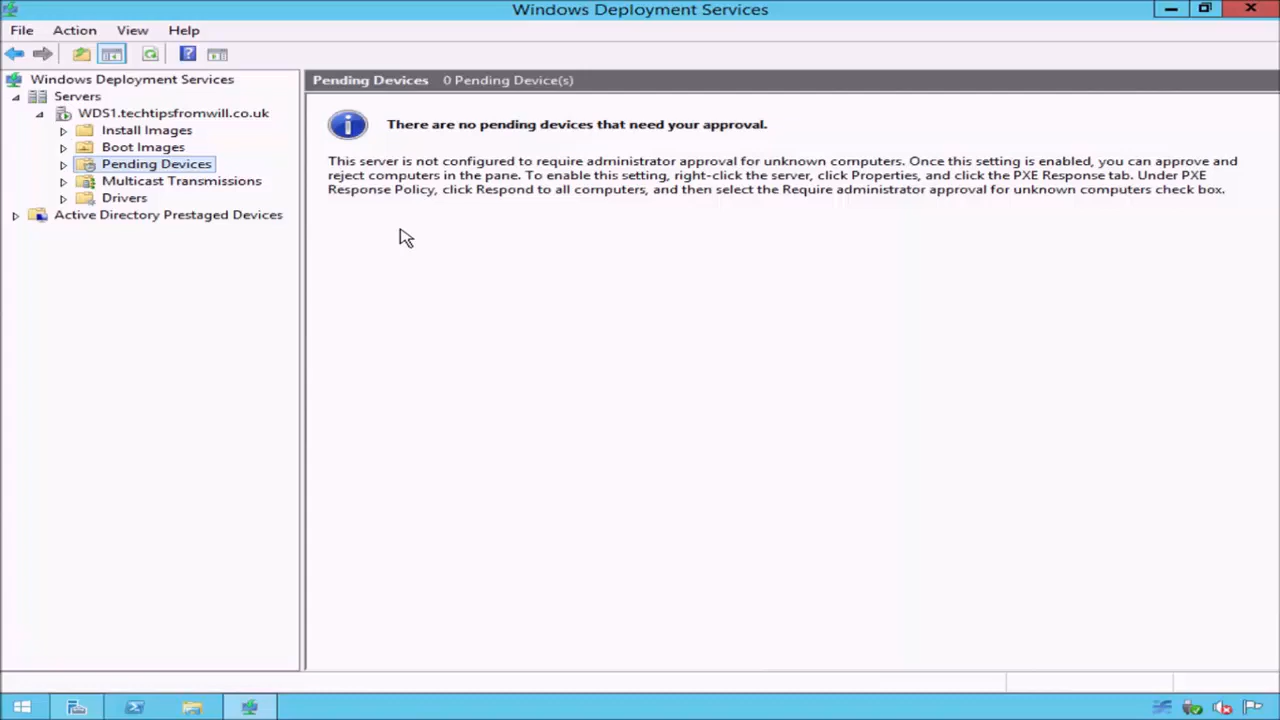 Windows Deployment Services
File Action View Help
Windows Deployment Services
Servers
WDS1.techtipsfromwill.co.uk
Install Images
Boot Images
Pending Devices
Multicast Transmissions
Drivers
Active Directory Prestaged Devices
Pending Devices 0 Pending Device(s)
There are no pending devices that need your approval.
This server is not configured to require administrator approval for unknown computers. Once this setting is enabled, you can approve and
reject computers in the pane. To enable this setting, right-click the server, click Properties, and click the PXE Response tab. Under PXE
Response Policy, click Respond to all computers, and then select the Require administrator approval for unknown computers check box.